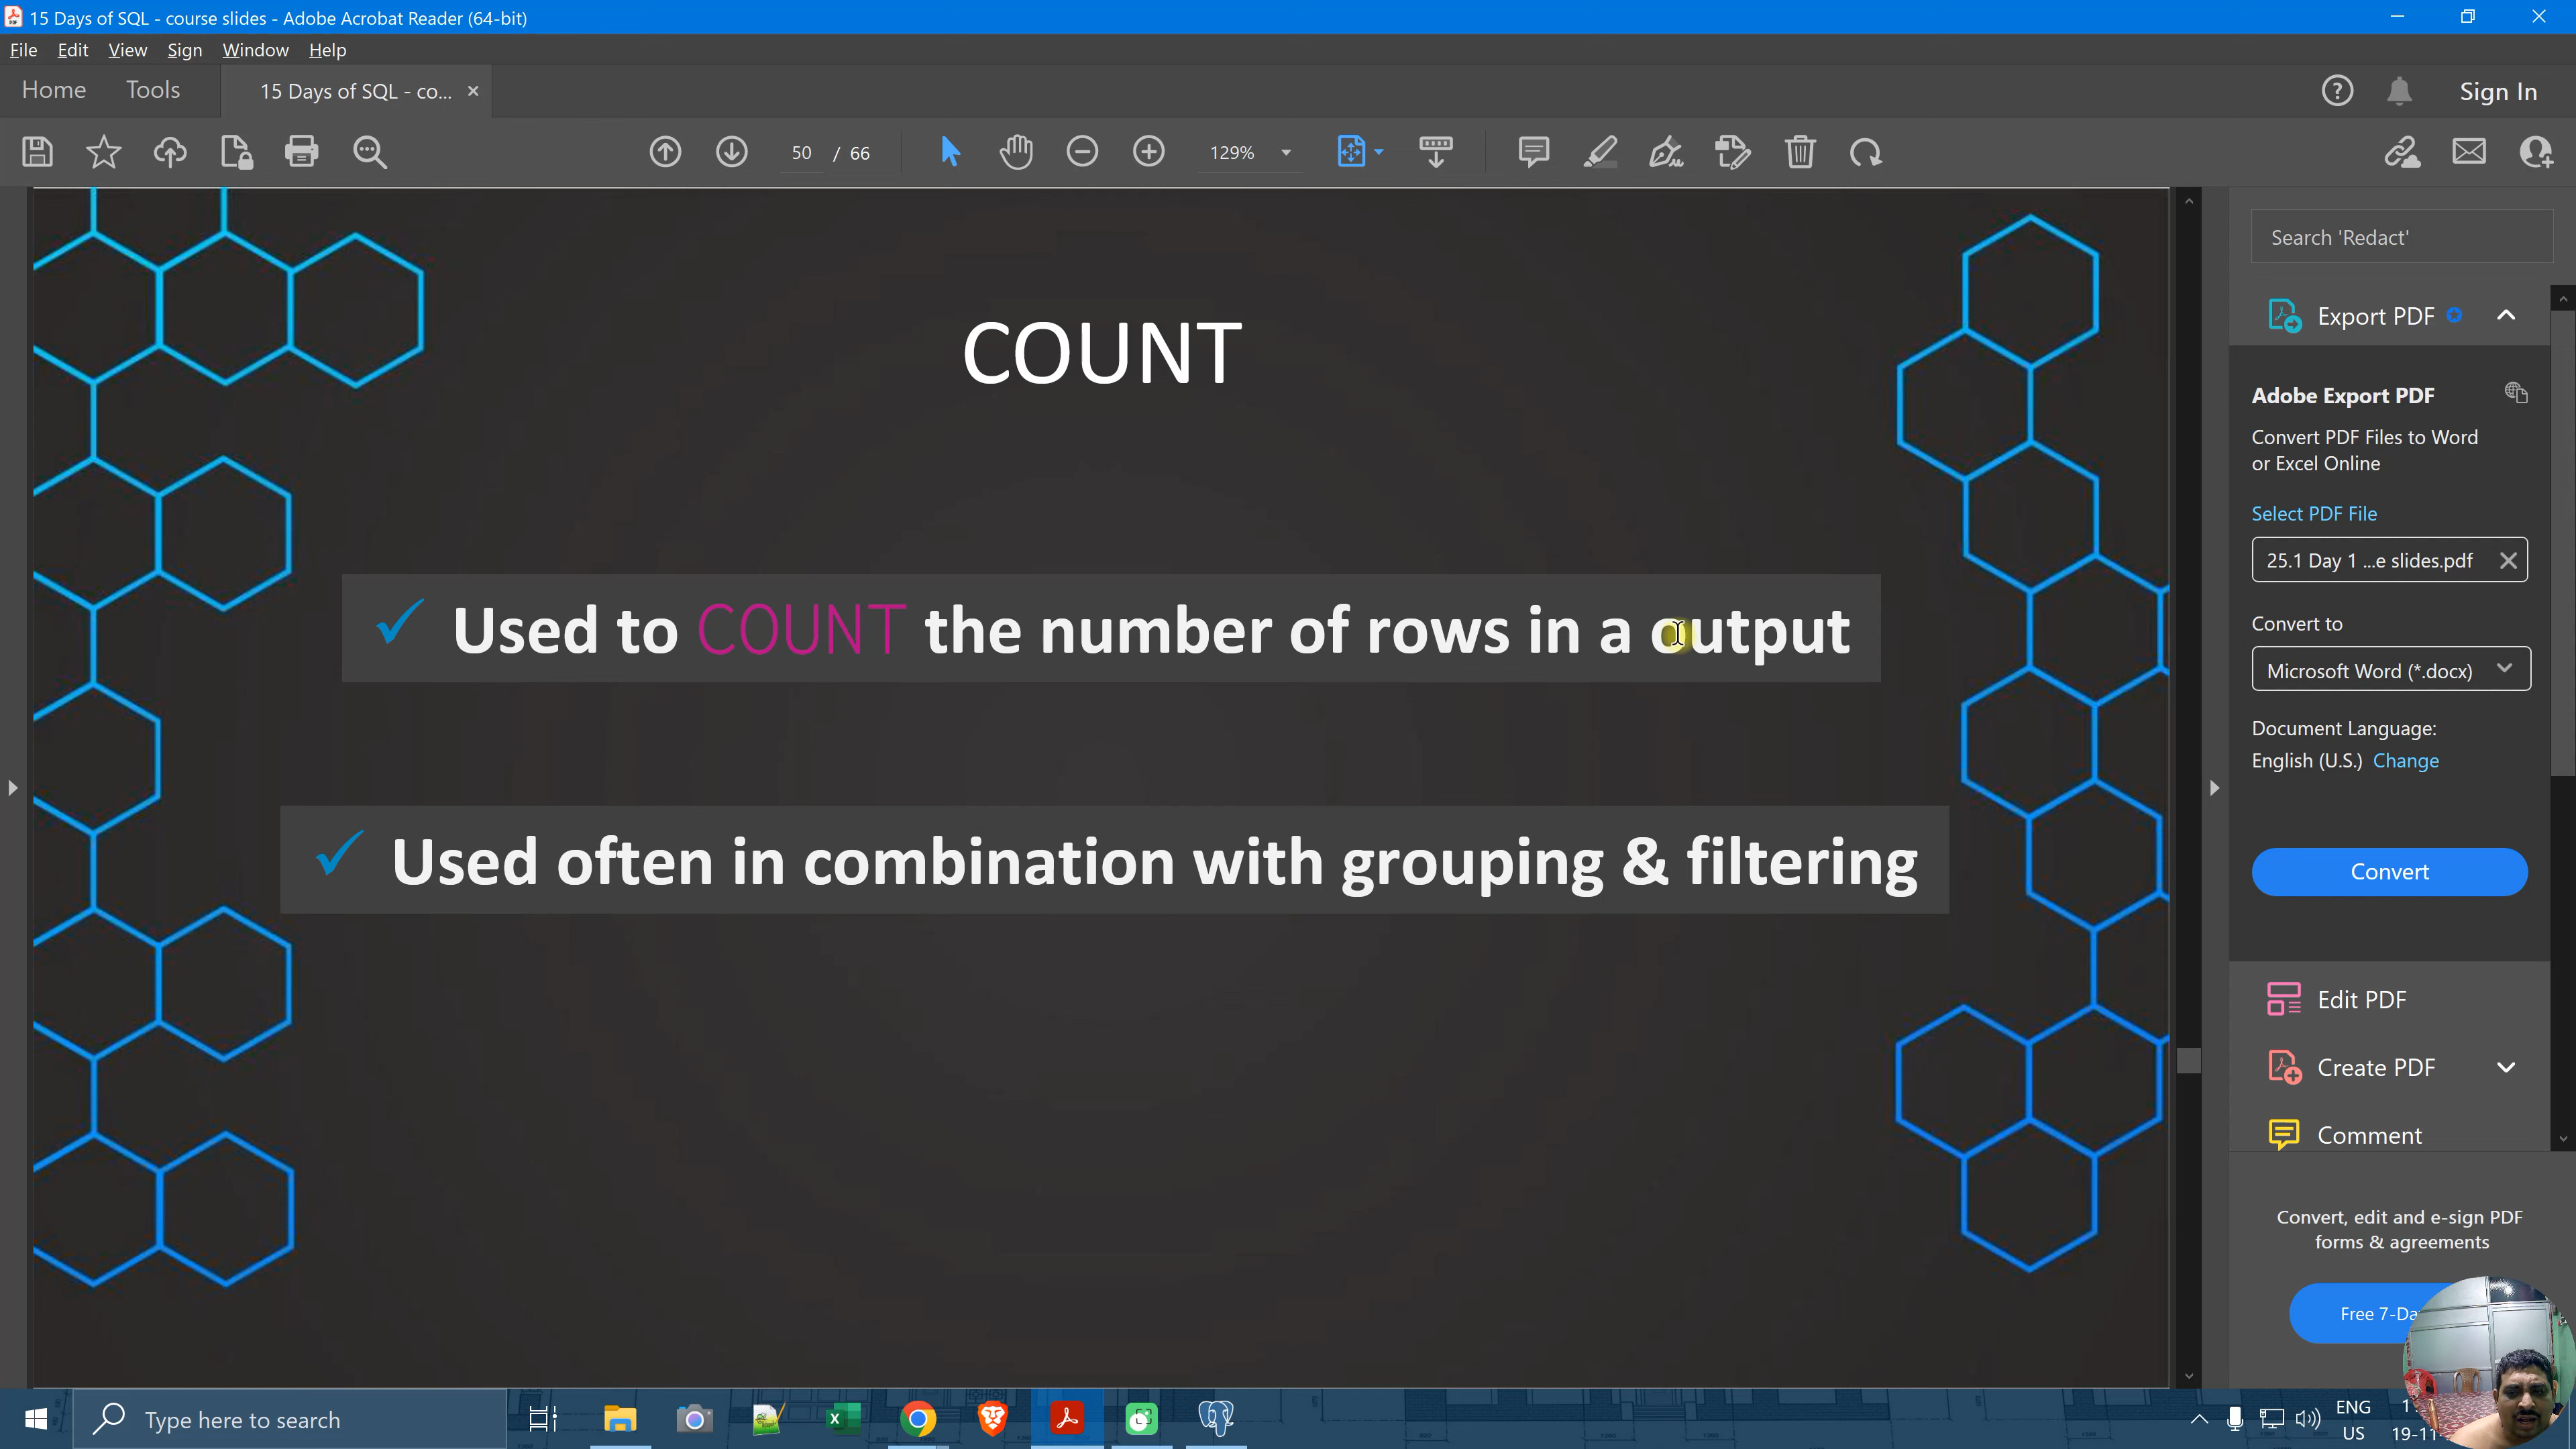 15 Days of SQL - course slides - Adobe Acrobat Reader (64-bit)
File Edit View Sign Window Help
Home Tools 15 Days of SQL - co... Sign In
50 / 66 129%
COUNT
Used to COUNT the number of rows in a output
Used often in combination with grouping & filtering
Search 'Redact'
Export PDF
Adobe Export PDF
Convert PDF Files to Word
or Excel Online
Select PDF File
25.1 Day 1 ...e slides.pdf
Convert to
Microsoft Word (*.docx)
Document Language:
English (U.S.) Change
Convert
Edit PDF
Create PDF
Comment
Convert, edit and e-sign PDF
forms & agreements
Free
Type here to search
ENG
US